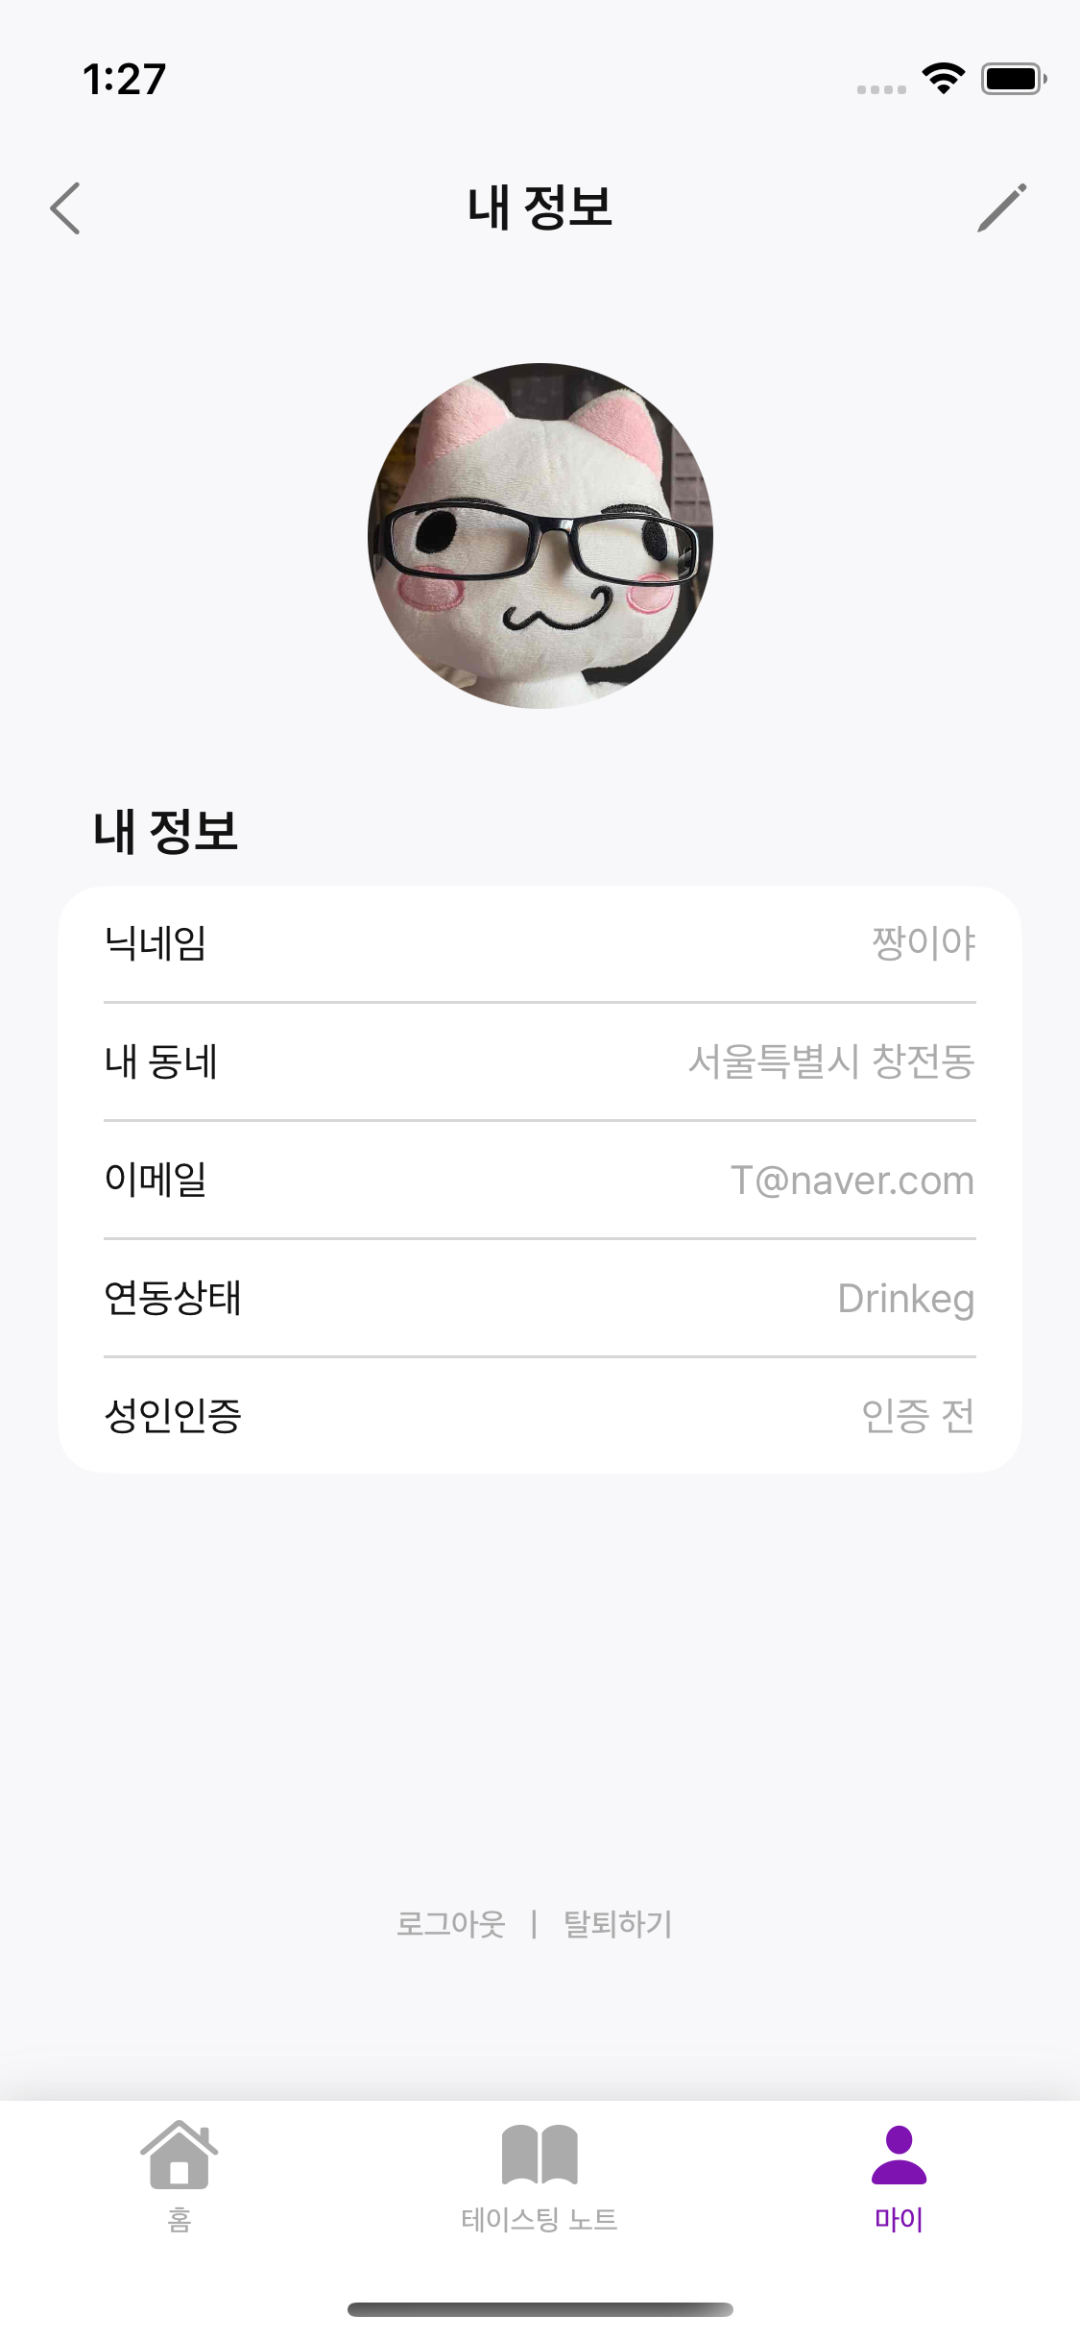 1:27
내 정보
내 정보
닉네임 짱이야
내 동네 서울특별시 창전동
이메일 T@naver.com
연동상태 Drinkeg
성인인증 인증 전
로그아웃 | 탈퇴하기
홈 테이스팅 노트 마이